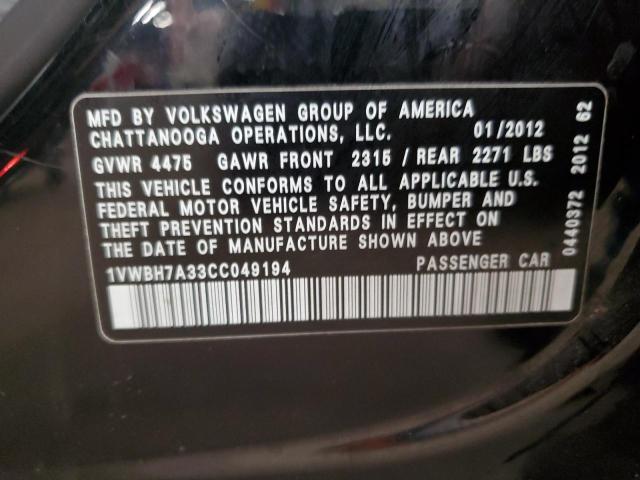 MFD BY VOLKSWAGEN GROUP OF AMERICA
CHATTANOOGA OPERATIONS, LLC. 01/2012
GVWR 4475 GAWR FRONT 2315 / REAR 2271 LBS
THIS VEHICLE CONFORMS TO ALL APPLICABLE U.S.
FEDERAL MOTOR VEHICLE SAFETY, BUMPER AND
THEFT PREVENTION STANDARDS IN EFFECT ON
THE DATE OF MANUFACTURE SHOWN ABOVE
1VWBH7A33CC049194 PASSENGER CAR
0440372 2012 62